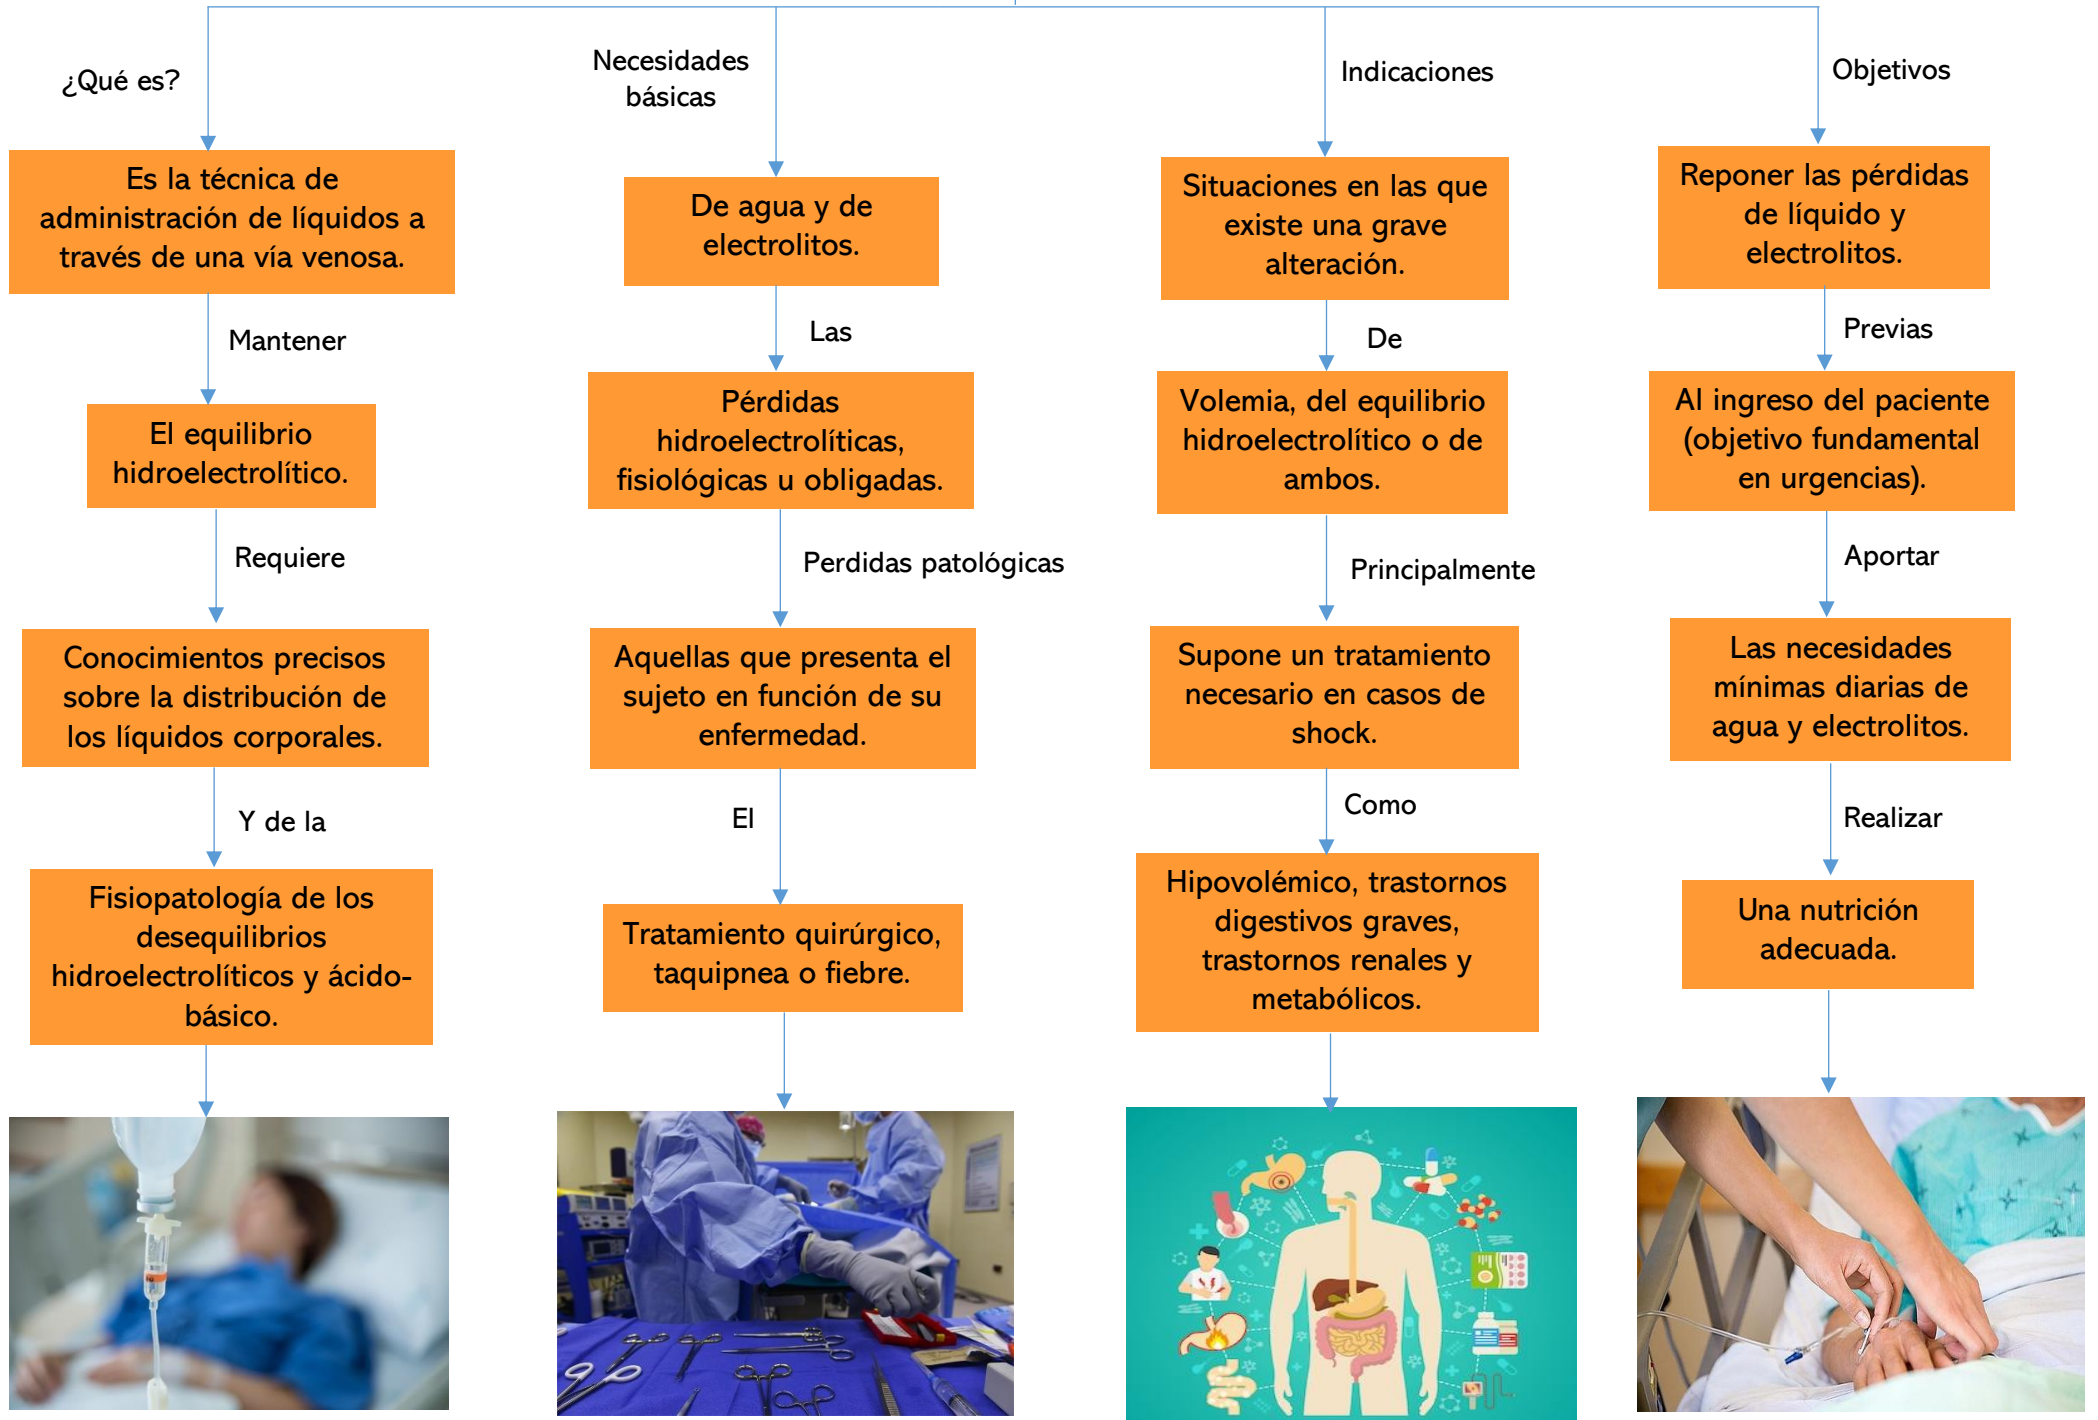 ¿Qué es?
Es la técnica de
administración de líquidos a
través de una vía venosa.
Mantener
El equilibrio
hidroelectrolítico.
Requiere
Conocimientos precisos
sobre la distribución de
los líquidos corporales.
Y de la
Fisiopatología de los
desequilibrios
hidroelectrolíticos y ácido-
básico.
Necesidades
básicas
De agua y de
electrolitos.
Las
Pérdidas
hidroelectrolíticas,
fisiológicas u obligadas.
Perdidas patológicas
Aquellas que presenta el
sujeto en función de su
enfermedad.
El
Tratamiento quirúrgico,
taquipnea o fiebre.
Indicaciones
Situaciones en las que
existe una grave
alteración.
De
Volemia, del equilibrio
hidroelectrolítico o de
ambos.
Principalmente
Supone un tratamiento
necesario en casos de
shock.
Como
Hipovolémico, trastornos
digestivos graves,
trastornos renales y
metabólicos.
Objetivos
Reponer las pérdidas
de líquido y
electrolitos.
Previas
Al ingreso del paciente
(objetivo fundamental
en urgencias).
Aportar
Las necesidades
mínimas diarias de
agua y electrolitos.
Realizar
Una nutrición
adecuada.